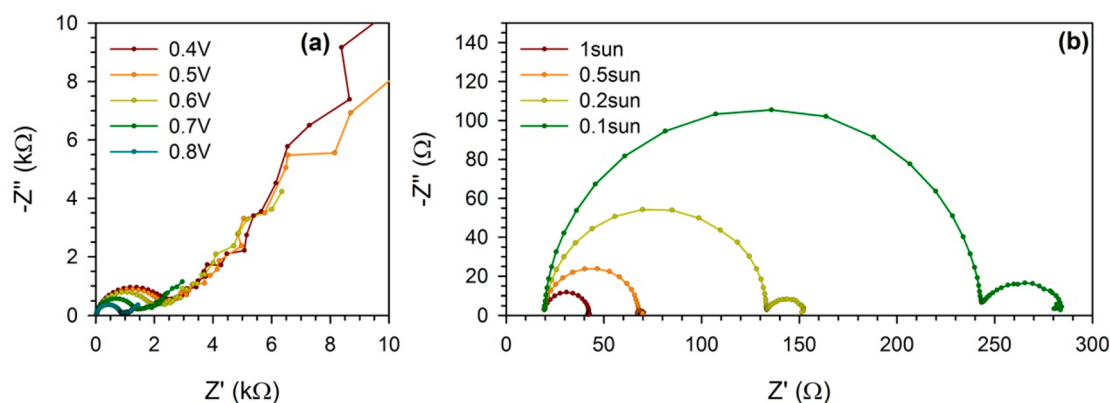 (a)
0.4V
0.5V
0.6V
0.7V
0.8V
-Z'' (kΩ)
10
8
6
4
2
0
0 2 4 6 8 10
Z' (kΩ)
(b)
1sun
0.5sun
0.2sun
0.1sun
-Z'' (Ω)
140
120
100
80
60
40
20
0
0 50 100 150 200 250 300
Z' (Ω)